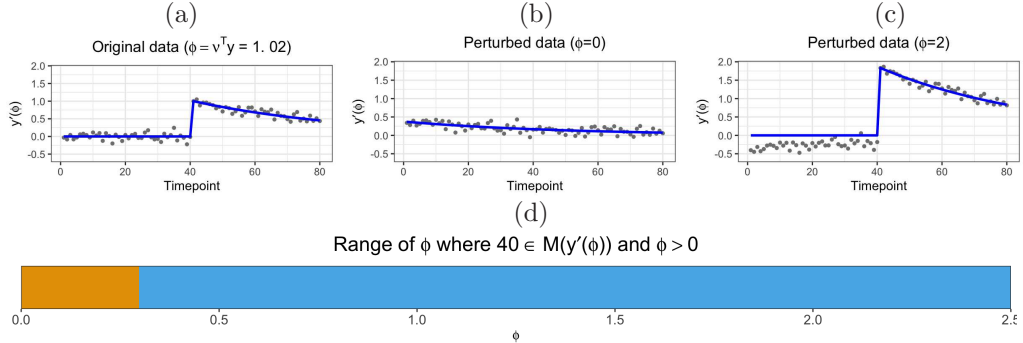 (a)
Original data (ϕ = νᵀy = 1. 02)
y′(ϕ)
2.0
1.5
1.0
0.5
0.0
-0.5
0 20 40 60 80
Timepoint
(b)
Perturbed data (ϕ=0)
y′(ϕ)
2.0
1.5
1.0
0.5
0.0
-0.5
0 20 40 60 80
Timepoint
(c)
Perturbed data (ϕ=2)
y′(ϕ)
2.0
1.5
1.0
0.5
0.0
-0.5
0 20 40 60 80
Timepoint
(d)
Range of ϕ where 40 ∈ M(y′(ϕ)) and ϕ > 0
0.0 0.5 1.0 1.5 2.0 2.5
ϕ